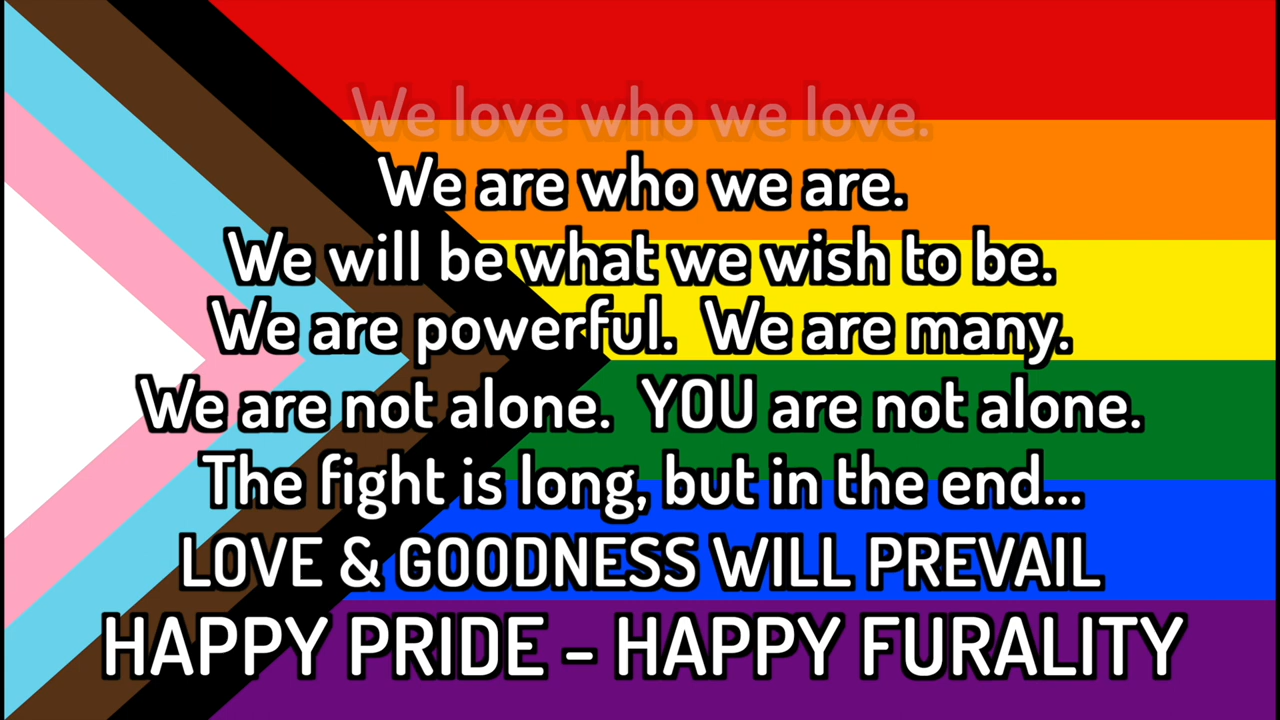 We love who we love.
We are who we are.
We will be what we wish to be.
We are powerful. We are many.
We are not alone. YOU are not alone.
The fight is long, but in the end...
LOVE & GOODNESS WILL PREVAIL
HAPPY PRIDE - HAPPY FURALITY